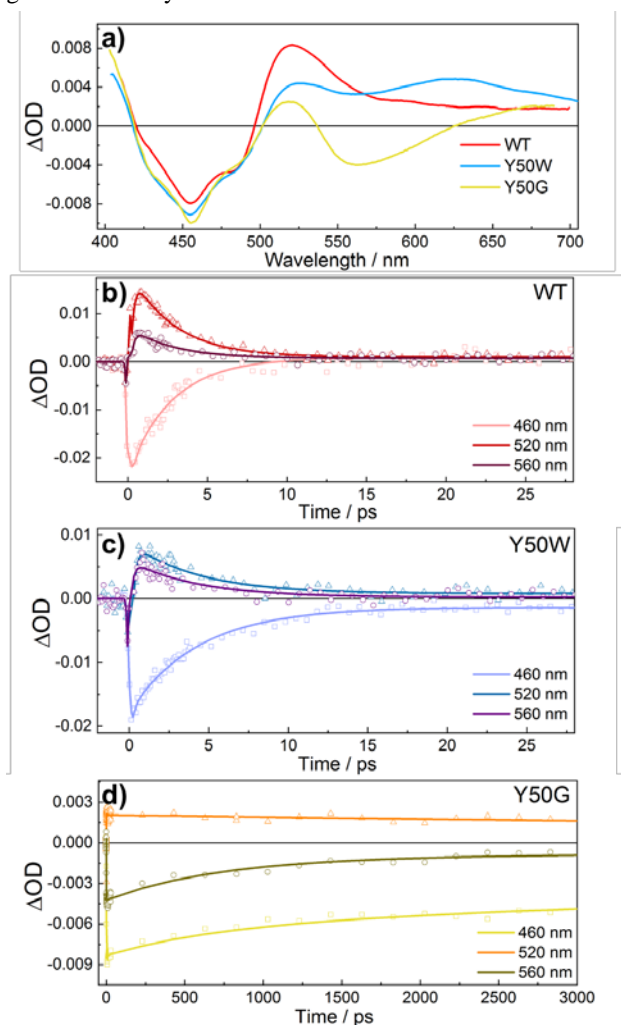 a)
0.008
0.004
0.000
-0.004
-0.008
ΔOD
WT
Y50W
Y50G
400 450 500 550 600 650 700
Wavelength / nm
b)
WT
0.01
0.00
-0.01
-0.02
ΔOD
460 nm
520 nm
560 nm
0 5 10 15 20 25
Time / ps
c)
Y50W
0.01
0.00
-0.01
-0.02
ΔOD
460 nm
520 nm
560 nm
0 5 10 15 20 25
Time / ps
d)
Y50G
0.003
0.000
-0.003
-0.006
-0.009
ΔOD
460 nm
520 nm
560 nm
0 500 1000 1500 2000 2500 3000
Time / ps